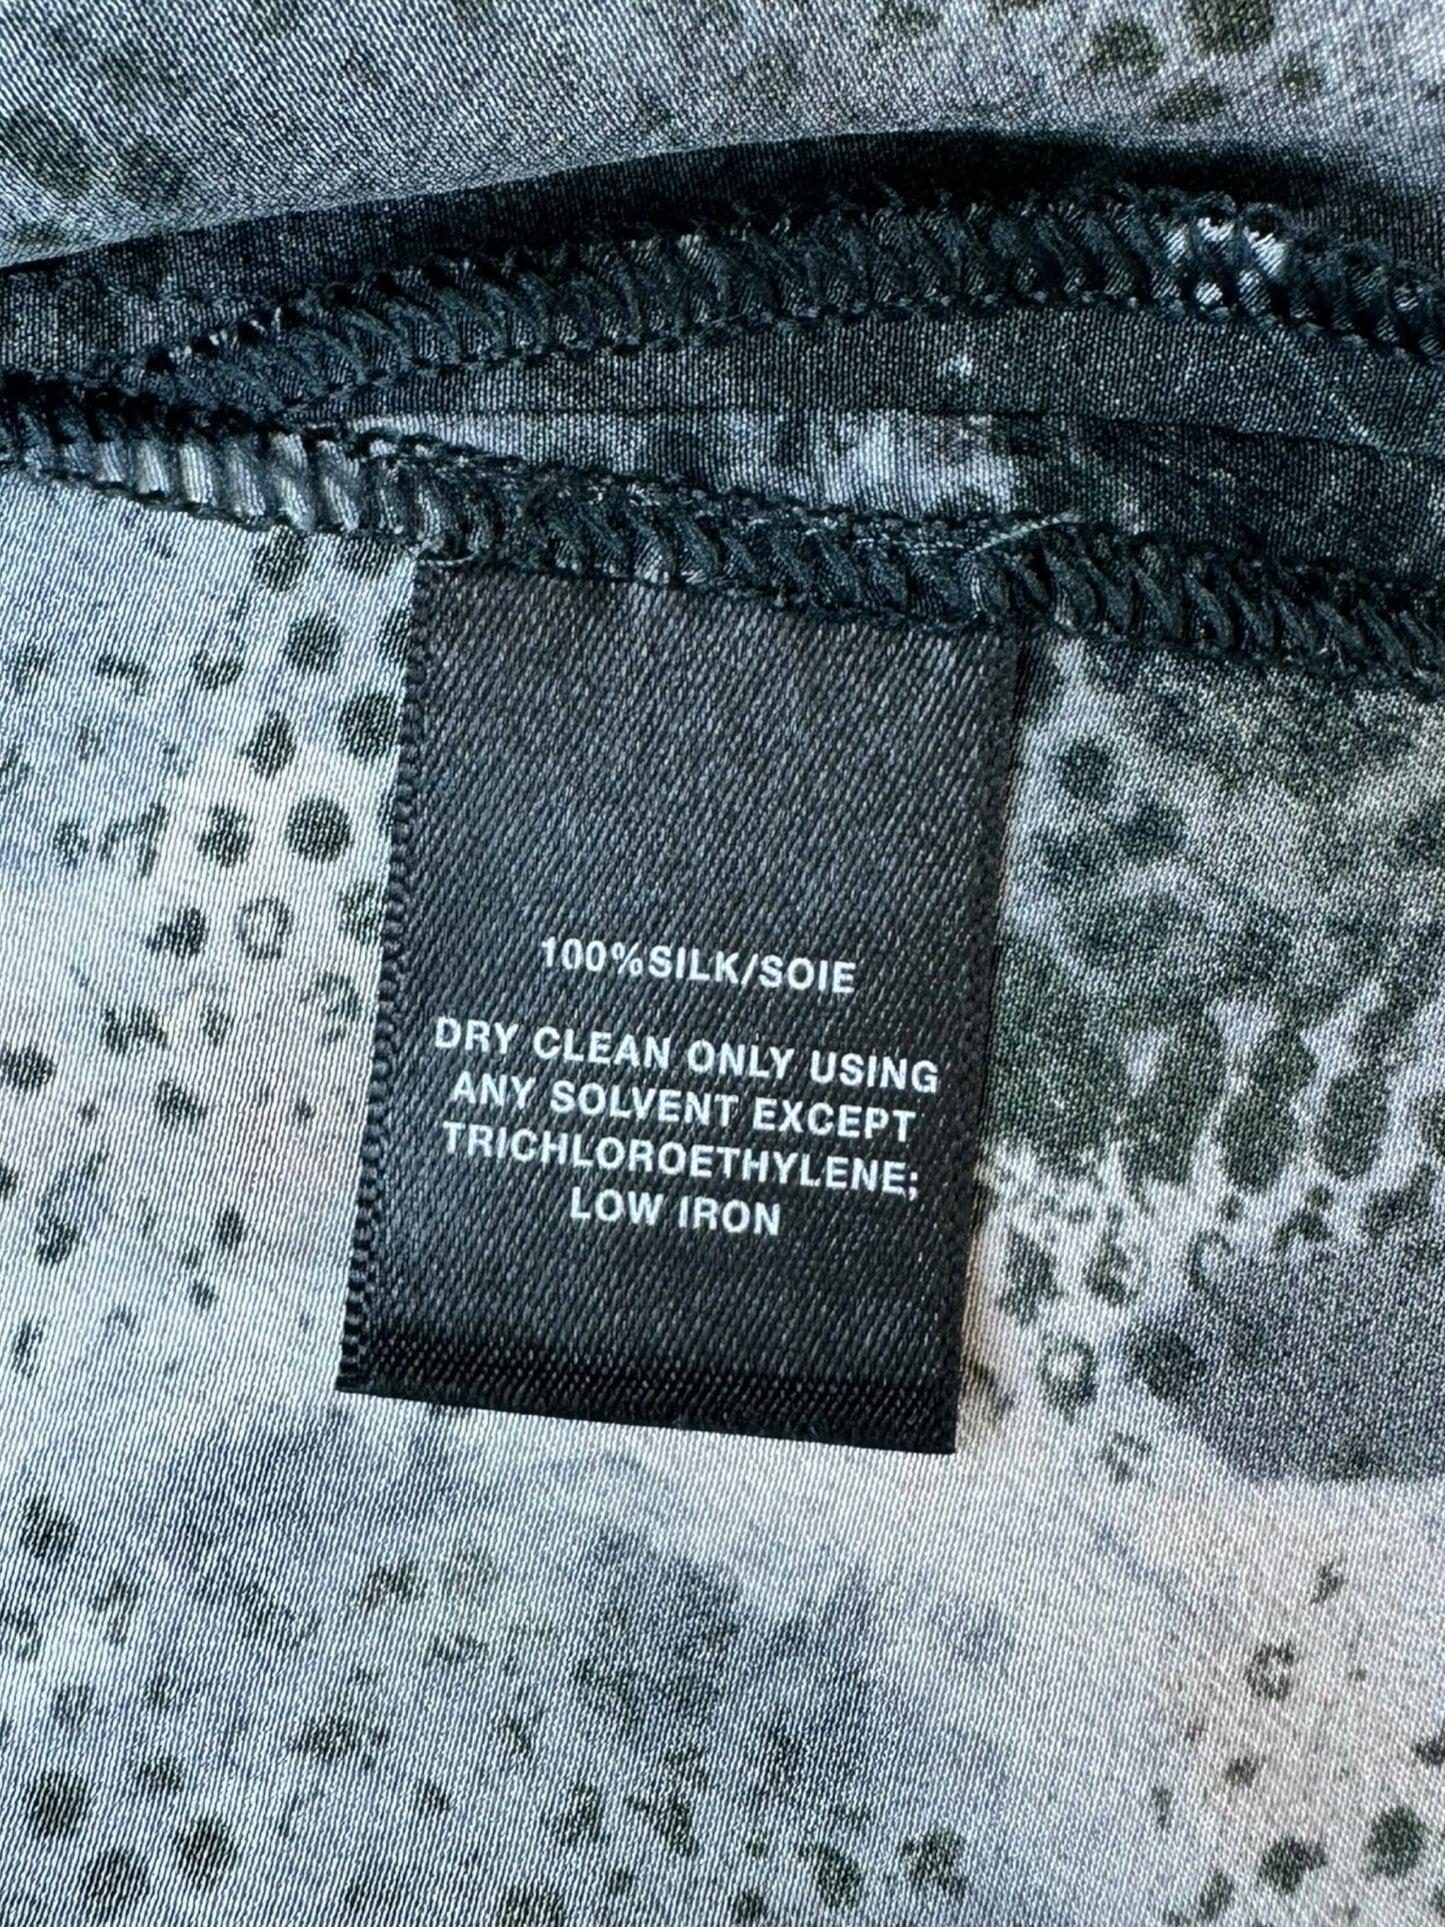 100%SILK/SOIE
DRY CLEAN ONLY USING
ANY SOLVENT EXCEPT
TRICHLOROETHYLENE;
LOW IRON